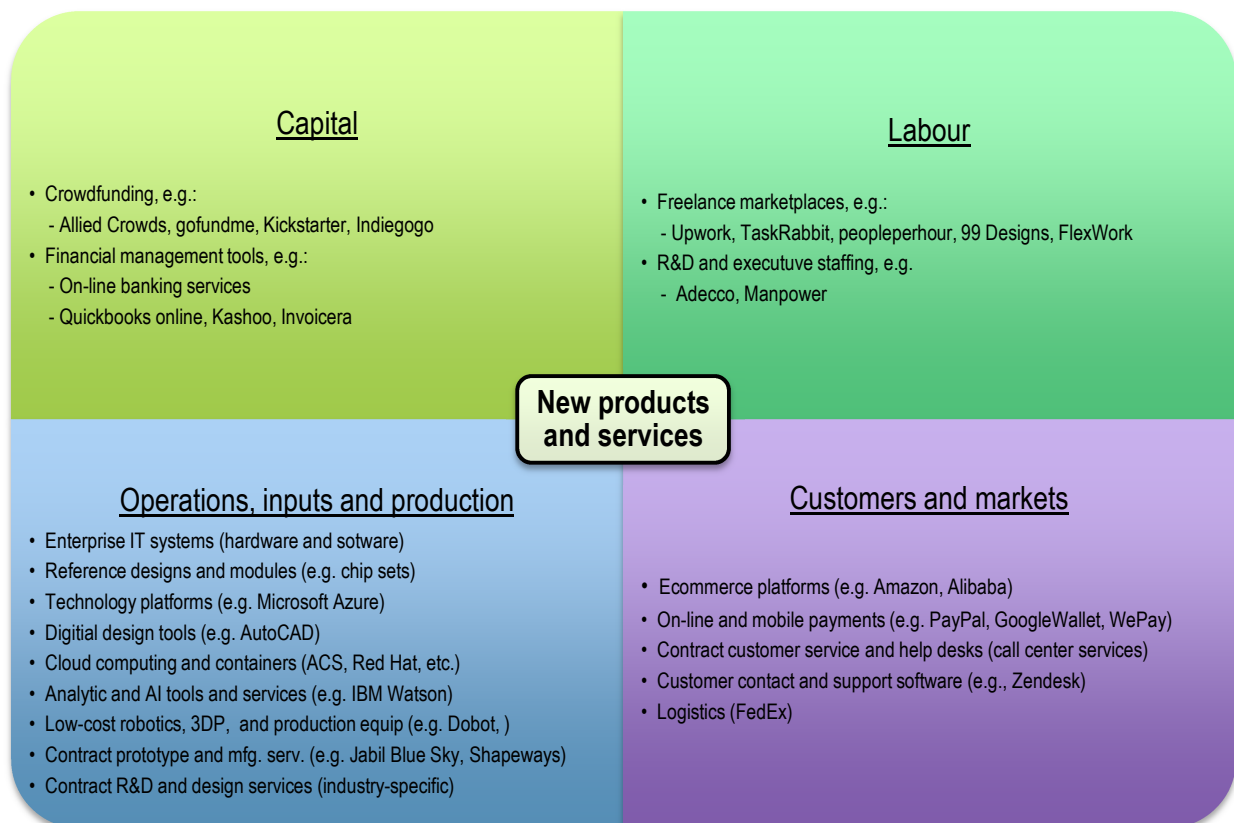 Capital
• Crowdfunding, e.g.:
- Allied Crowds, gofundme, Kickstarter, Indiegogo
• Financial management tools, e.g.:
- On-line banking services
- Quickbooks online, Kashoo, Invoicera
Labour
• Freelance marketplaces, e.g.:
- Upwork, TaskRabbit, peopleperhour, 99 Designs, FlexWork
• R&D and executuve staffing, e.g.
- Adecco, Manpower
New products
and services
Operations, inputs and production
• Enterprise IT systems (hardware and sotware)
• Reference designs and modules (e.g. chip sets)
• Technology platforms (e.g. Microsoft Azure)
• Digitial design tools (e.g. AutoCAD)
• Cloud computing and containers (ACS, Red Hat, etc.)
• Analytic and AI tools and services (e.g. IBM Watson)
• Low-cost robotics, 3DP, and production equip (e.g. Dobot, )
• Contract prototype and mfg. serv. (e.g. Jabil Blue Sky, Shapeways)
• Contract R&D and design services (industry-specific)
Customers and markets
• Ecommerce platforms (e.g. Amazon, Alibaba)
• On-line and mobile payments (e.g. PayPal, GoogleWallet, WePay)
• Contract customer service and help desks (call center services)
• Customer contact and support software (e.g., Zendesk)
• Logistics (FedEx)